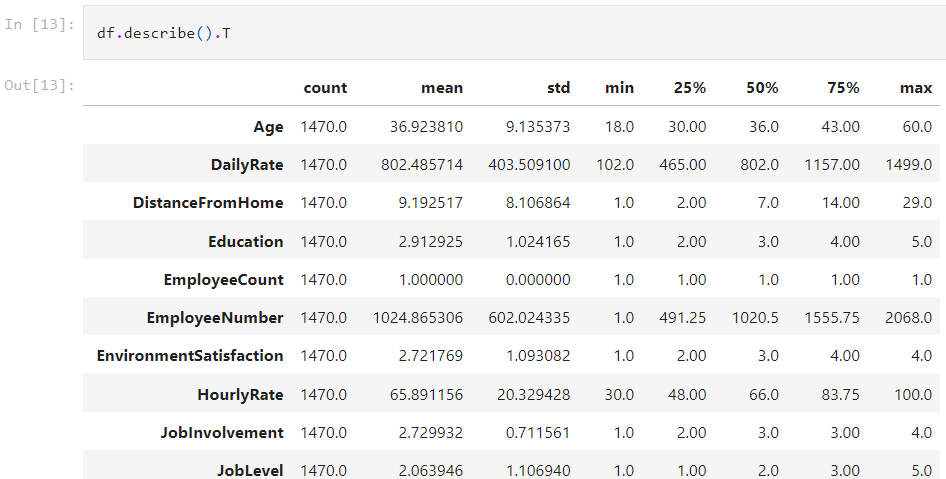 In [13]: df.describe().T
Out[13]:
count mean std min 25% 50% 75% max
Age 1470.0 36.923810 9.135373 18.0 30.00 36.0 43.00 60.0
DailyRate 1470.0 802.485714 403.509100 102.0 465.00 802.0 1157.00 1499.0
DistanceFromHome 1470.0 9.192517 8.106864 1.0 2.00 7.0 14.00 29.0
Education 1470.0 2.912925 1.024165 1.0 2.00 3.0 4.00 5.0
EmployeeCount 1470.0 1.000000 0.000000 1.0 1.00 1.0 1.00 1.0
EmployeeNumber 1470.0 1024.865306 602.024335 1.0 491.25 1020.5 1555.75 2068.0
EnvironmentSatisfaction 1470.0 2.721769 1.093082 1.0 2.00 3.0 4.00 4.0
HourlyRate 1470.0 65.891156 20.329428 30.0 48.00 66.0 83.75 100.0
JobInvolvement 1470.0 2.729932 0.711561 1.0 2.00 3.0 3.00 4.0
JobLevel 1470.0 2.063946 1.106940 1.0 1.00 2.0 3.00 5.0